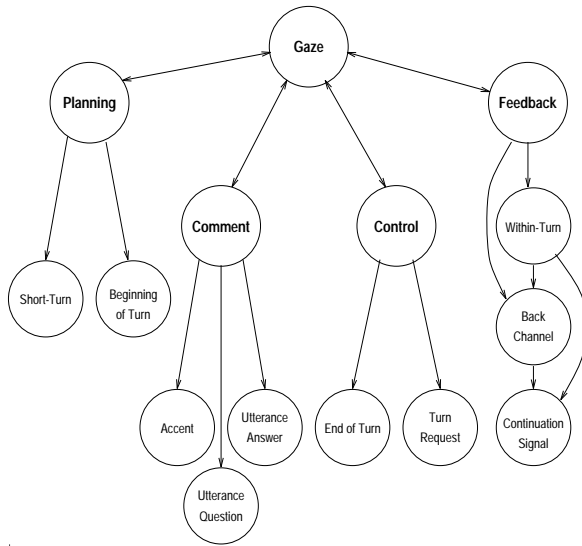 Gaze
Planning
Feedback
Comment
Control
Within-Turn
Short-Turn
Beginning
of Turn
Back
Channel
Accent
Utterance
Answer
End of Turn
Turn
Request
Continuation
Signal
Utterance
Question